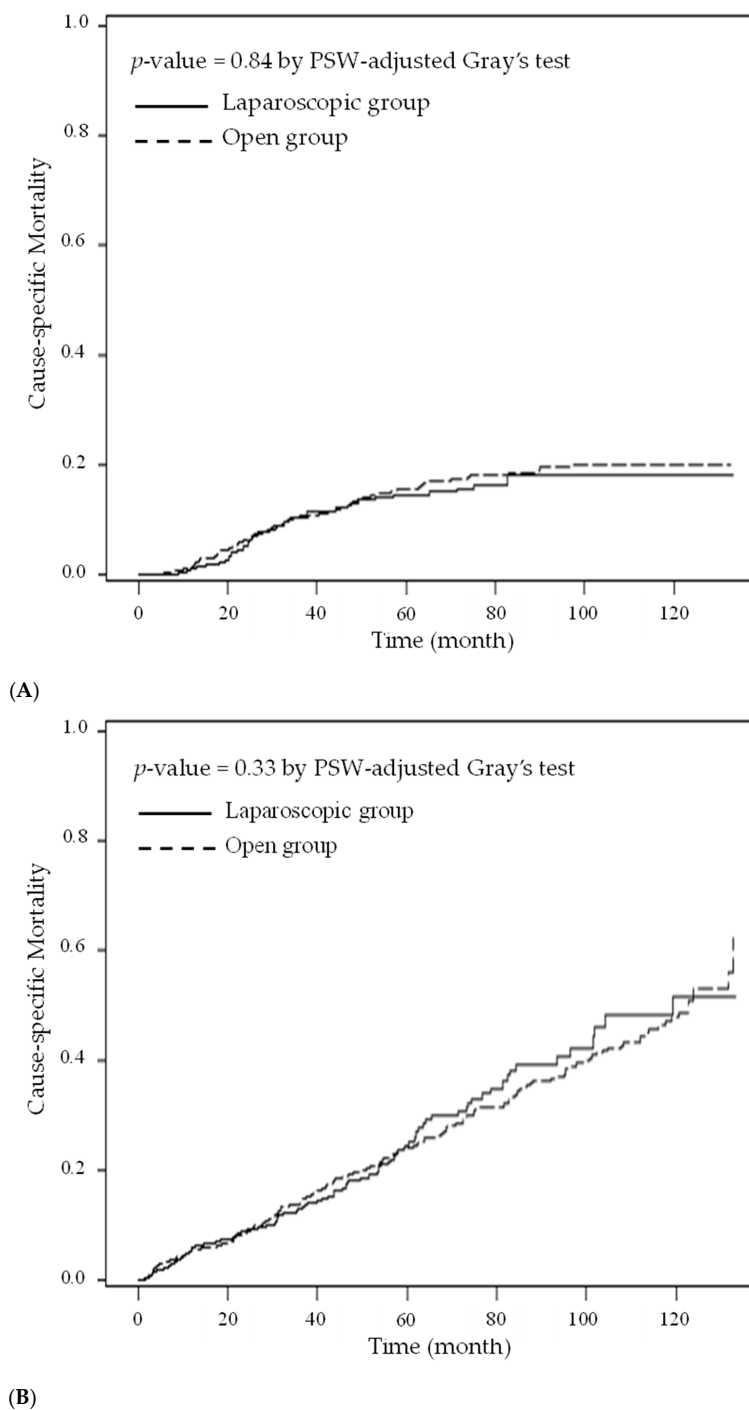 1.0
p-value = 0.84 by PSW-adjusted Gray's test
Laparoscopic group
Open group
0.8
0.6
0.4
0.2
0.0
Cause-specific Mortality
0 20 40 60 80 100 120
Time (month)
(A)
1.0
p-value = 0.33 by PSW-adjusted Gray's test
Laparoscopic group
Open group
0.8
0.6
0.4
0.2
0.0
Cause-specific Mortality
0 20 40 60 80 100 120
Time (month)
(B)